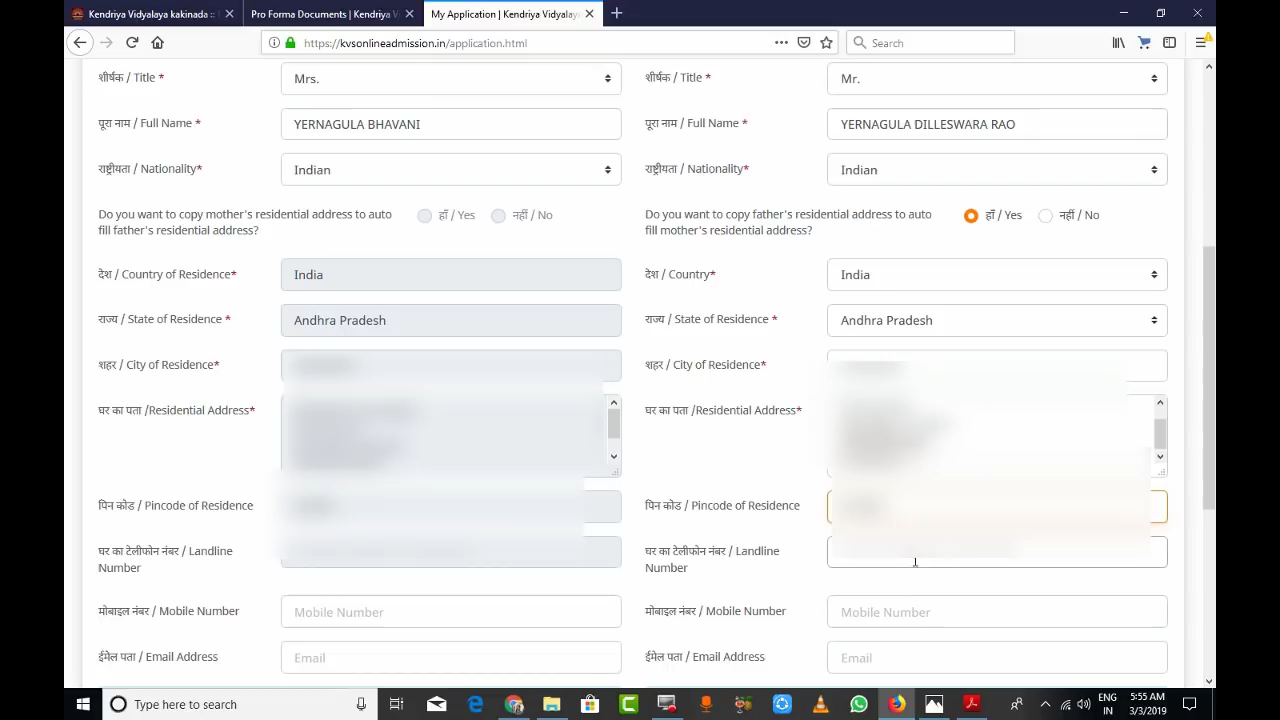 Kendriya Vidyalaya kakinada ::
Pro Forma Documents | Kendriya V
My Application | Kendriya Vidyalay
https://kvsonlineadmission.in/application.html
Search
शीर्षक / Title *
Mrs.
शीर्षक / Title *
Mr.
पूरा नाम / Full Name *
YERNAGULA BHAVANI
पूरा नाम / Full Name *
YERNAGULA DILLESWARA RAO
राष्ट्रीयता / Nationality*
Indian
राष्ट्रीयता / Nationality*
Indian
Do you want to copy mother's residential address to auto
fill father's residential address?
हाँ / Yes
नहीं / No
Do you want to copy father's residential address to auto
fill mother's residential address?
हाँ / Yes
नहीं / No
देश / Country of Residence*
India
देश / Country*
India
राज्य / State of Residence *
Andhra Pradesh
राज्य / State of Residence *
Andhra Pradesh
शहर / City of Residence*
शहर / City of Residence*
घर का पता /Residential Address*
घर का पता /Residential Address*
पिन कोड / Pincode of Residence
पिन कोड / Pincode of Residence
घर का टेलीफोन नंबर / Landline
Number
घर का टेलीफोन नंबर / Landline
Number
मोबाइल नंबर / Mobile Number
Mobile Number
मोबाइल नंबर / Mobile Number
Mobile Number
ईमेल पता / Email Address
Email
ईमेल पता / Email Address
Email
Type here to search
ENG
IN
5:55 AM
3/3/2019